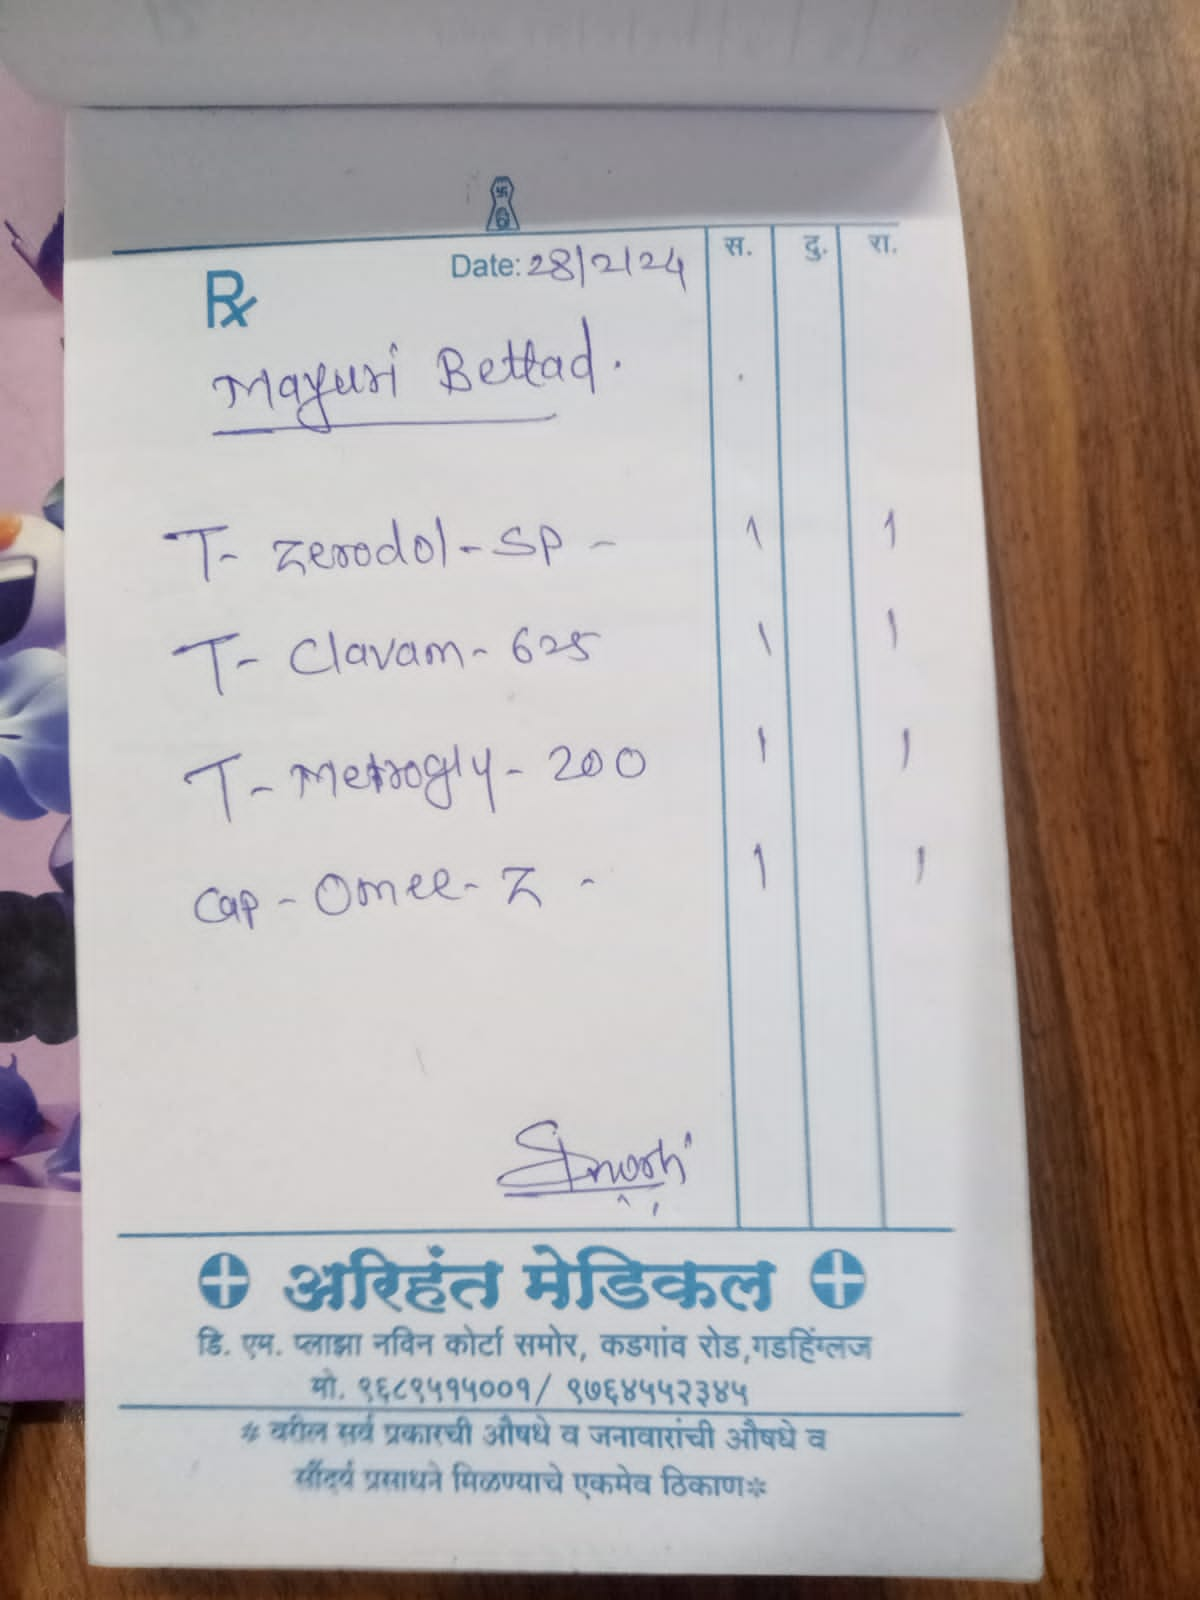 Date: 28/2/24 स. दु. रा.
Rx
Mayuri Bettad.
T- Zerodol-SP - 1 1
T- Clavam- 625 1 1
T- Metrogly- 200 1 1
Cap - Omee- Z - 1 1
अरिहंत मेडिकल
डि. एम. प्लाझा नविन कोर्टा समोर, कडगांव रोड,गडहिंग्लज
मो. ९६८९५१५००१/ ९७६४५५२३४५
* वरील सर्व प्रकारची औषधे व जनावारांची औषधे व
सौंदर्य प्रसाधने मिळण्याचे एकमेव ठिकाण*